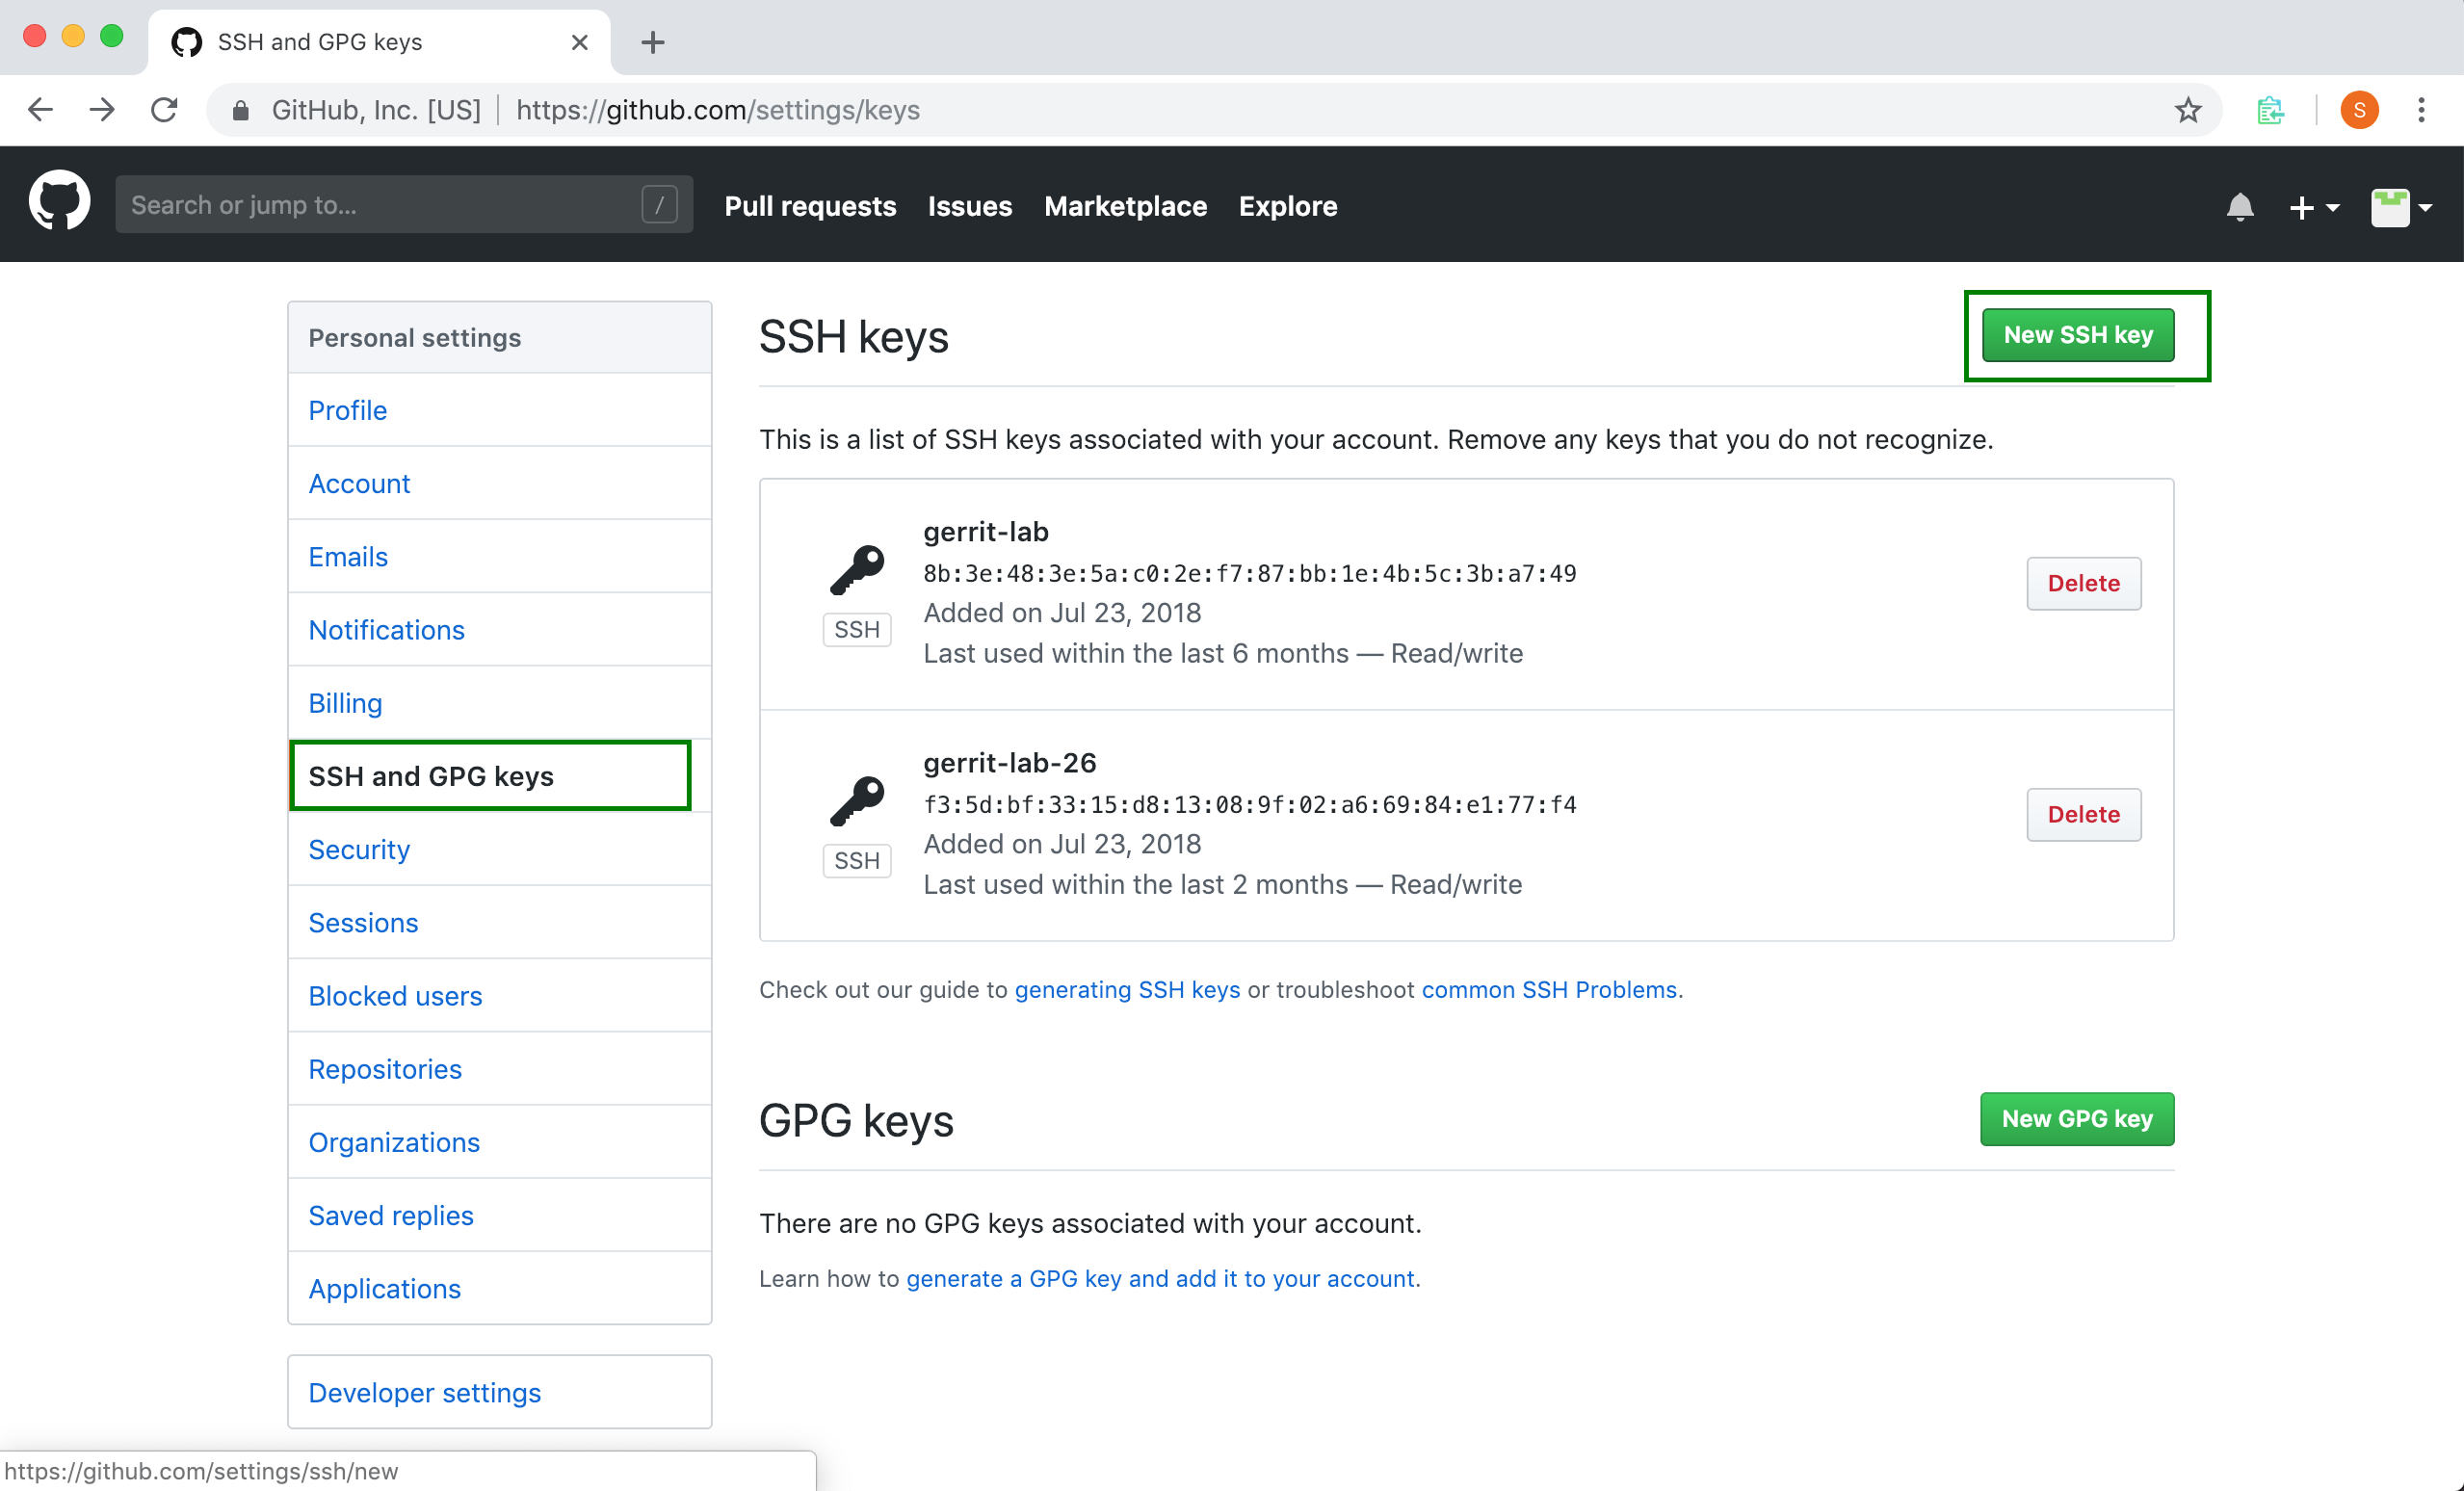 SSH and GPG keys
GitHub, Inc. [US] https://github.com/settings/keys
S
Search or jump to... /
Pull requests Issues Marketplace Explore
Personal settings
Profile
Account
Emails
Notifications
Billing
SSH and GPG keys
Security
Sessions
Blocked users
Repositories
Organizations
Saved replies
Applications
Developer settings
SSH keys
New SSH key
This is a list of SSH keys associated with your account. Remove any keys that you do not recognize.
gerrit-lab
8b:3e:48:3e:5a:c0:2e:f7:87:bb:1e:4b:5c:3b:a7:49
Added on Jul 23, 2018
Last used within the last 6 months — Read/write
SSH
Delete
gerrit-lab-26
f3:5d:bf:33:15:d8:13:08:9f:02:a6:69:84:e1:77:f4
Added on Jul 23, 2018
Last used within the last 2 months — Read/write
SSH
Delete
Check out our guide to generating SSH keys or troubleshoot common SSH Problems.
GPG keys
New GPG key
There are no GPG keys associated with your account.
Learn how to generate a GPG key and add it to your account.
https://github.com/settings/ssh/new